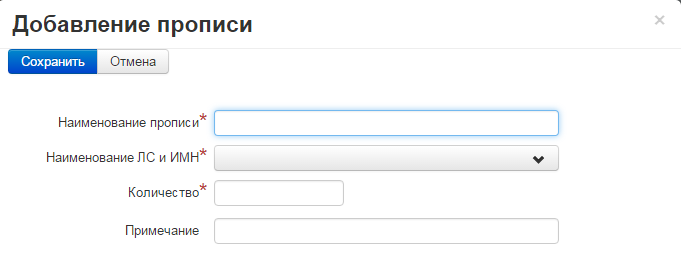 Добавление прописи
×
Сохранить Отмена
Наименование прописи*
Наименование ЛС и ИМН*
Количество*
Примечание